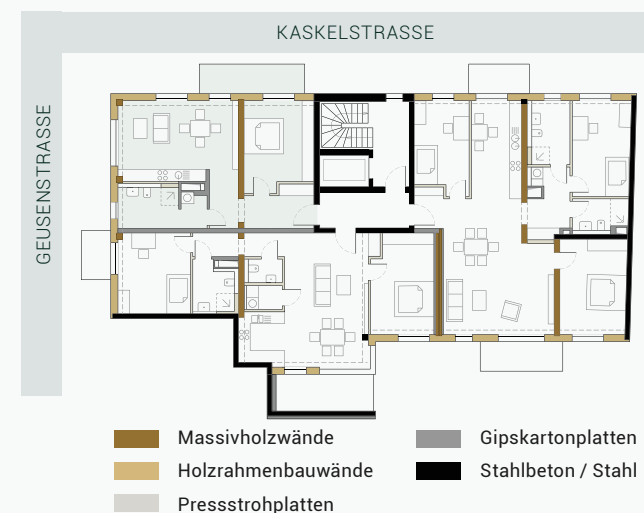 KASKELSTRASSE
GEUSENSTRASSE
Massivholzwände
Holzrahmenbauwände
Pressstrohplatten
Gipskartonplatten
Stahlbeton / Stahl